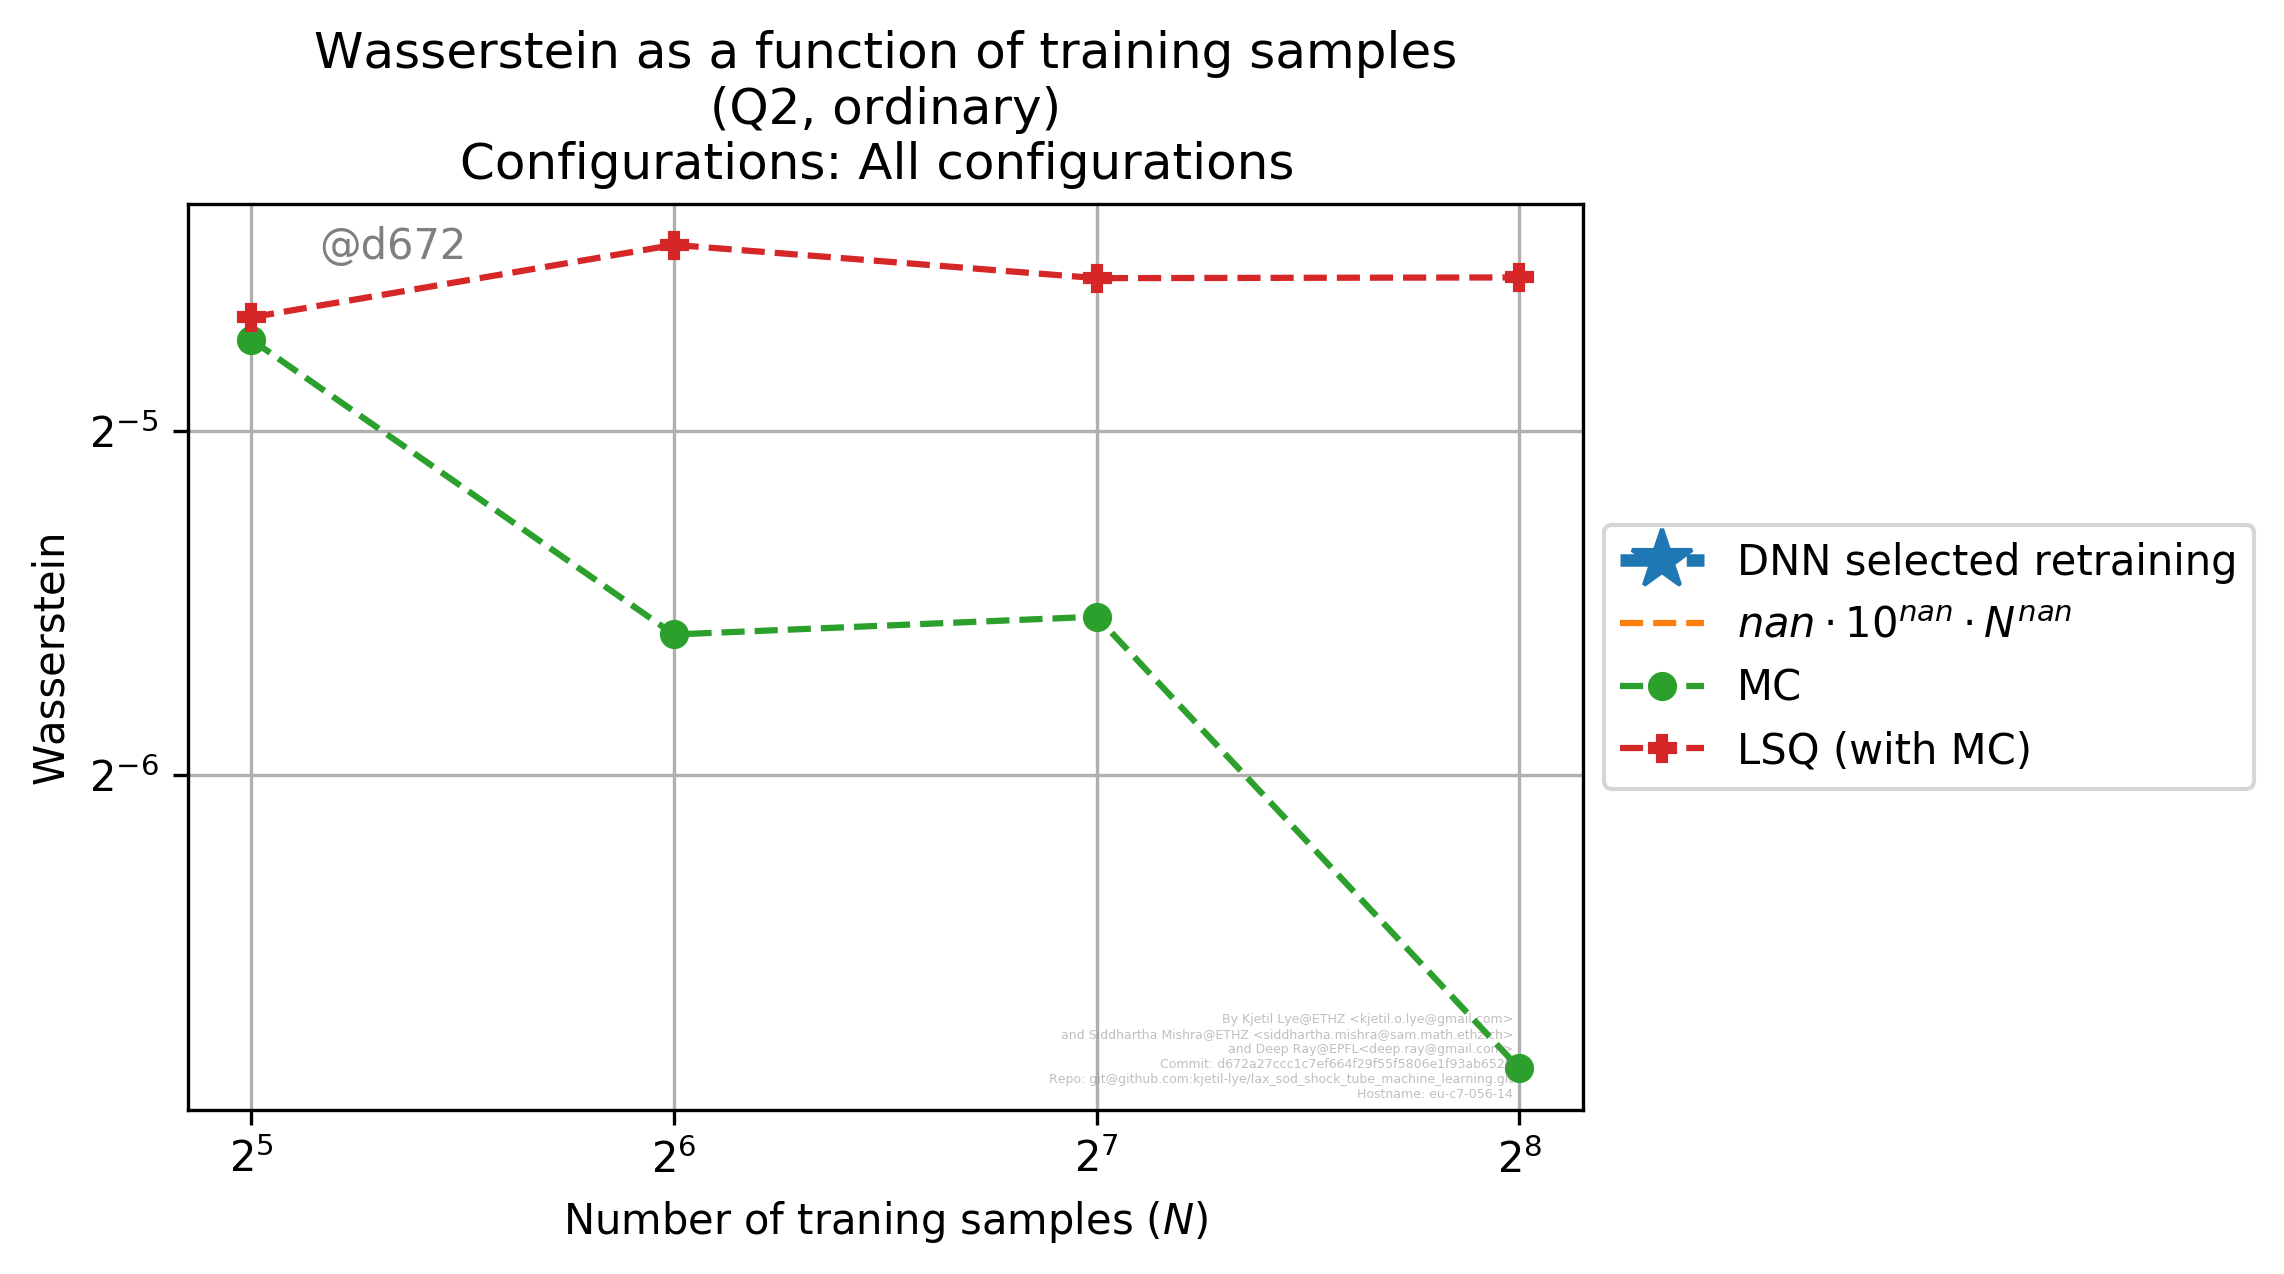 Wasserstein as a function of training samples
(Q2, ordinary)
Configurations: All configurations
@d672
Wasserstein
2⁻⁵
2⁻⁶
2⁵ 2⁶ 2⁷ 2⁸
Number of traning samples (N)
DNN selected retraining
nan · 10ⁿᵃⁿ · Nⁿᵃⁿ
MC
LSQ (with MC)
By Kjetil Lye@ETHZ <kjetil.o.lye@gmail.com>
and Siddhartha Mishra@ETHZ <siddhartha.mishra@sam.math.ethz.ch>
and Deep Ray@EPFL<deep.ray@gmail.com>
Commit:
Repo: git@github.com:kjetil-lye/lax_sod_shock_tube_machine_learning.git
Hostname: eu-c7-056-14